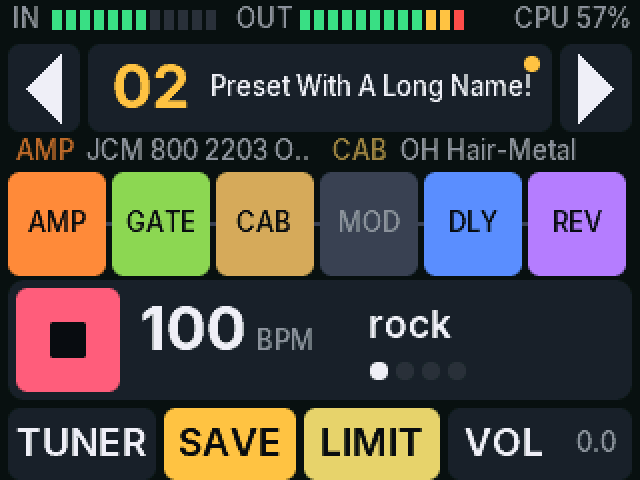 IN OUT CPU 57%
02 Preset With A Long Name!
AMP JCM 800 2203 O.. CAB OH Hair-Metal
AMP GATE CAB MOD DLY REV
100 BPM rock
TUNER SAVE LIMIT VOL 0.0